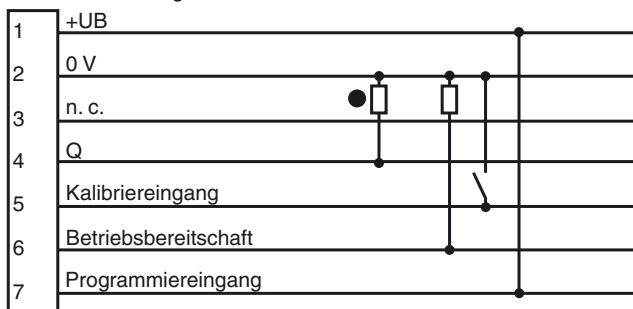 1 +UB
2 0 V
3 n. c.
4 Q
5 Kalibriereingang
6 Betriebsbereitschaft
7 Programmiereingang